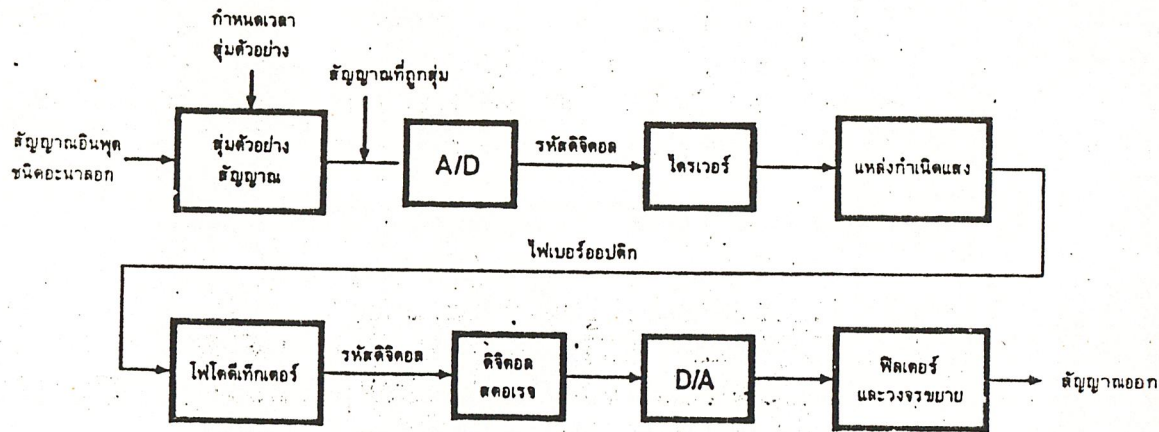 กำหนดเวลา
สุ่มตัวอย่าง
สัญญาณที่ถูกสุ่ม
สัญญาณอินพุต
ชนิดอะนาลอก
สุ่มตัวอย่าง
สัญญาณ
A/D
รหัสดิจิตอล
ไดรเวอร์
แหล่งกำเนิดแสง
ไฟเบอร์ออปติก
ไฟโตดีเท็กเตอร์
รหัสดิจิตอล
ดิจิตอล
สตอเรจ
D/A
ฟิลเตอร์
และวงจรขยาย
สัญญาณออก